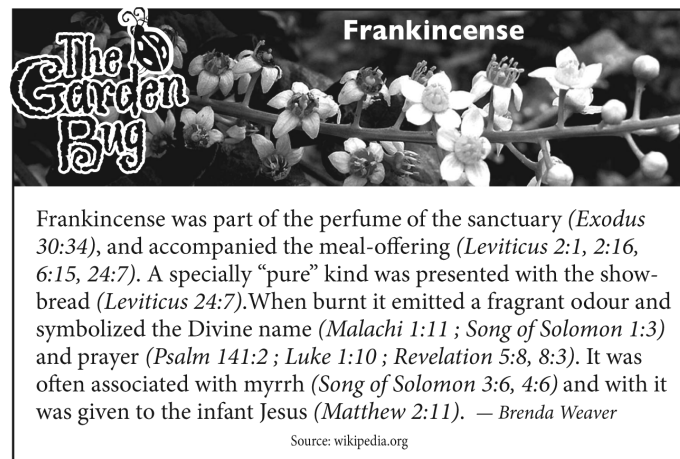 The
Garden
Bug
Frankincense
Frankincense was part of the perfume of the sanctuary (Exodus
30:34), and accompanied the meal-offering (Leviticus 2:1, 2:16,
6:15, 24:7). A specially “pure” kind was presented with the show-
bread (Leviticus 24:7).When burnt it emitted a fragrant odour and
symbolized the Divine name (Malachi 1:11 ; Song of Solomon 1:3)
and prayer (Psalm 141:2 ; Luke 1:10 ; Revelation 5:8, 8:3). It was
often associated with myrrh (Song of Solomon 3:6, 4:6) and with it
was given to the infant Jesus (Matthew 2:11). — Brenda Weaver
Source: wikipedia.org